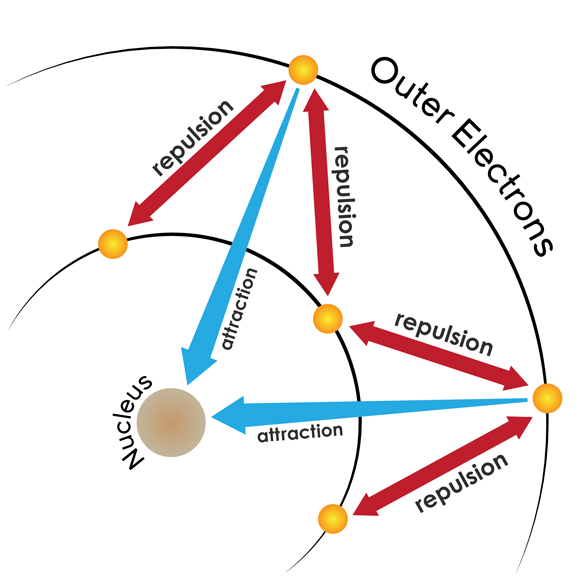 Outer Electrons
repulsion
repulsion
attraction
repulsion
Nucleus
attraction
repulsion